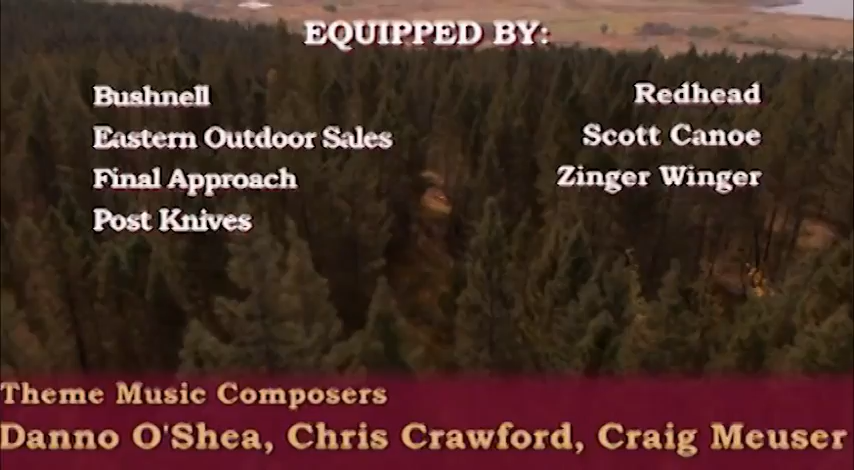 EQUIPPED BY:
Bushnell
Eastern Outdoor Sales
Final Approach
Post Knives
Redhead
Scott Canoe
Zinger Winger
Theme Music Composers
Danno O'Shea, Chris Crawford, Craig Meuser